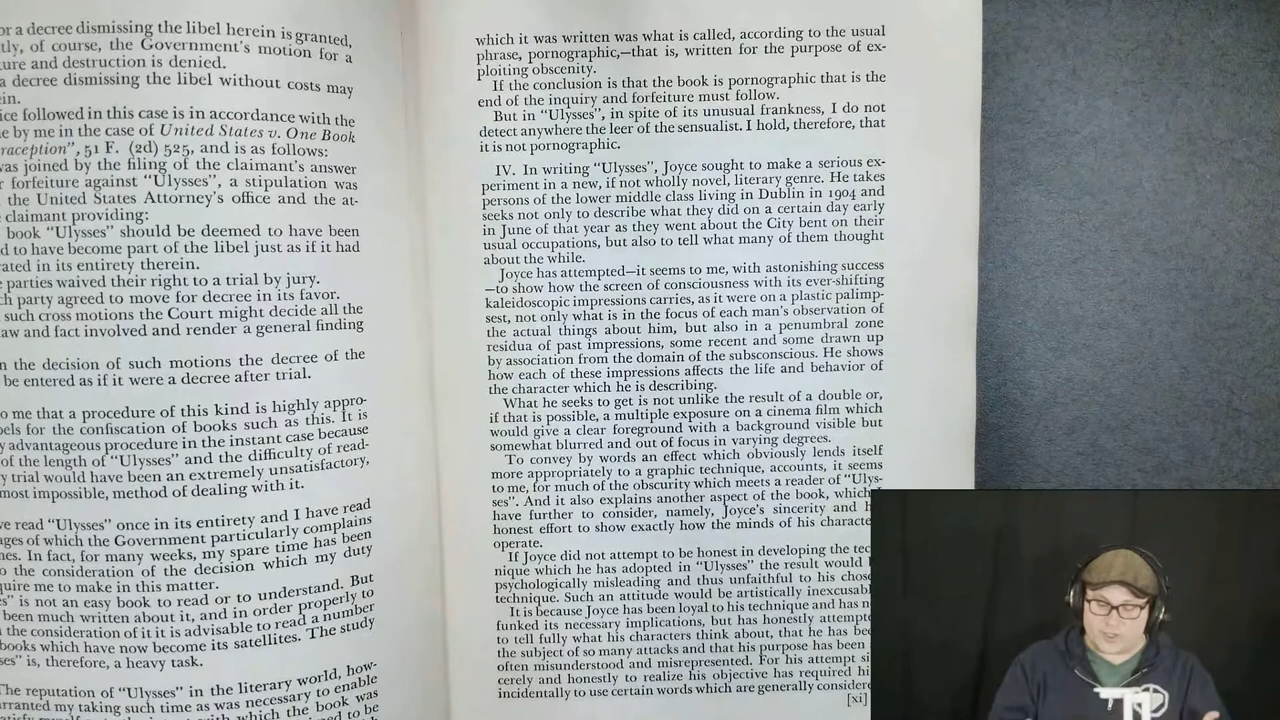 or a decree dismissing the libel herein is granted,
tly, of course, the Government's motion for a
ture and destruction is denied.
a decree dismissing the libel without costs may
ein.
ice followed in this case is in accordance with the
e by me in the case of United States v. One Book
raception", 51 F. (2d) 525, and is as follows:
was joined by the filing of the claimant's answer
r forfeiture against "Ulysses", a stipulation was
the United States Attorney's office and the at-
claimant providing:
book "Ulysses" should be deemed to have been
d to have become part of the libel just as if it had
rated in its entirety therein.
e parties waived their right to a trial by jury.
ch party agreed to move for decree in its favor.
such cross motions the Court might decide all the
aw and fact involved and render a general finding
n the decision of such motions the decree of the
be entered as if it were a decree after trial.
o me that a procedure of this kind is highly appro-
bels for the confiscation of books such as this. It is
y advantageous procedure in the instant case because
of the length of "Ulysses" and the difficulty of read-
y trial would have been an extremely unsatisfactory,
most impossible, method of dealing with it.
ve read "Ulysses" once in its entirety and I have read
ages of which the Government particularly complains
nes. In fact, for many weeks, my spare time has been
o the consideration of the decision which my duty
quire me to make in this matter.
es" is not an easy book to read or to understand. But
been much written about it, and in order properly to
the consideration of it it is advisable to read a number
books which have now become its satellites. The study
ses" is, therefore, a heavy task.
The reputation of "Ulysses" in the literary world, how-
arranted my taking such time as was necessary to enable
with which the book was
which it was written was what is called, according to the usual
phrase, pornographic,—that is, written for the purpose of ex-
ploiting obscenity.
If the conclusion is that the book is pornographic that is the
end of the inquiry and forfeiture must follow.
But in "Ulysses", in spite of its unusual frankness, I do not
detect anywhere the leer of the sensualist. I hold, therefore, that
it is not pornographic.
IV. In writing "Ulysses", Joyce sought to make a serious ex-
periment in a new, if not wholly novel, literary genre. He takes
persons of the lower middle class living in Dublin in 1904 and
seeks not only to describe what they did on a certain day early
in June of that year as they went about the City bent on their
usual occupations, but also to tell what many of them thought
about the while.
Joyce has attempted—it seems to me, with astonishing success
—to show how the screen of consciousness with its ever-shifting
kaleidoscopic impressions carries, as it were on a plastic palimp-
sest, not only what is in the focus of each man's observation of
the actual things about him, but also in a penumbral zone
residua of past impressions, some recent and some drawn up
by association from the domain of the subsconscious. He shows
how each of these impressions affects the life and behavior of
the character which he is describing.
What he seeks to get is not unlike the result of a double or,
if that is possible, a multiple exposure on a cinema film which
would give a clear foreground with a background visible but
somewhat blurred and out of focus in varying degrees.
To convey by words an effect which obviously lends itself
more appropriately to a graphic technique, accounts, it seems
to me, for much of the obscurity which meets a reader of "Ulys-
ses". And it also explains another aspect of the book, which I
have further to consider, namely, Joyce's sincerity and h
honest effort to show exactly how the minds of his characte
operate.
If Joyce did not attempt to be honest in developing the tec
nique which he has adopted in "Ulysses" the result would
psychologically misleading and thus unfaithful to his chos
technique. Such an attitude would be artistically inexcusabl
It is because Joyce has been loyal to his technique and has n
funked its necessary implications, but has honestly attempte
to tell fully what his characters think about, that he has bee
the subject of so many attacks and that his purpose has been
often misunderstood and misrepresented. For his attempt si
cerely and honestly to realize his objective has required hi
incidentally to use certain words which are generally considere
[xi]